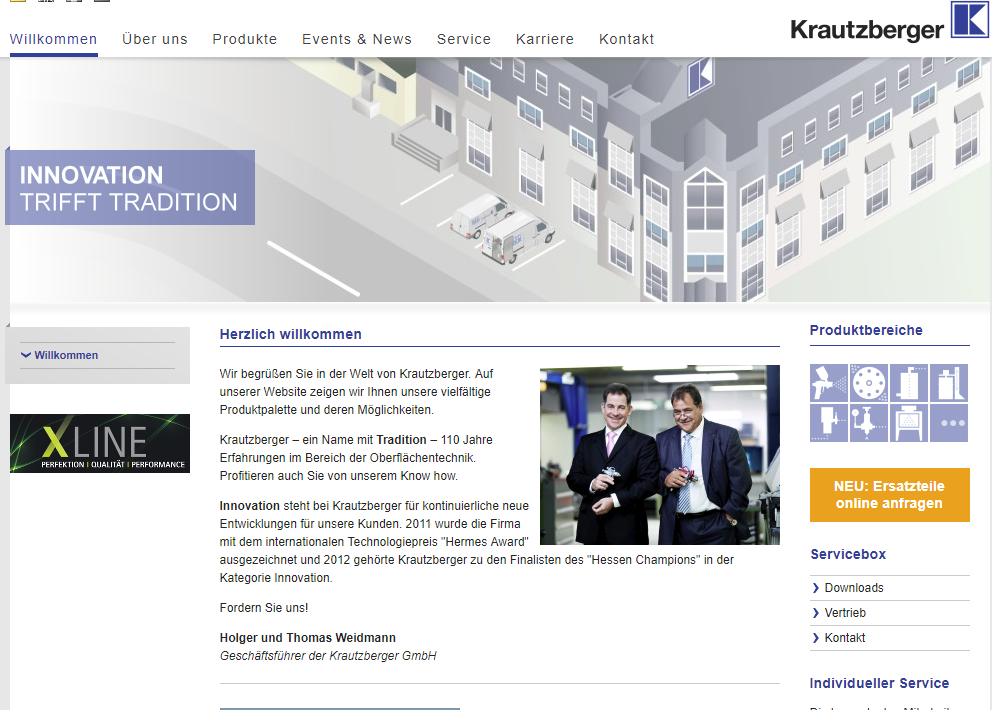 Willkommen Über uns Produkte Events & News Service Karriere Kontakt
Krautzberger
INNOVATION
TRIFFT TRADITION
Willkommen
XLINE
PERFEKTION | QUALITÄT | PERFORMANCE
Herzlich willkommen
Wir begrüßen Sie in der Welt von Krautzberger. Auf
unserer Website zeigen wir Ihnen unsere vielfältige
Produktpalette und deren Möglichkeiten.
Krautzberger – ein Name mit Tradition – 110 Jahre
Erfahrungen im Bereich der Oberflächentechnik.
Profitieren auch Sie von unserem Know how.
Innovation steht bei Krautzberger für kontinuierliche neue
Entwicklungen für unsere Kunden. 2011 wurde die Firma
mit dem internationalen Technologiepreis "Hermes Award"
ausgezeichnet und 2012 gehörte Krautzberger zu den Finalisten des "Hessen Champions" in der
Kategorie Innovation.
Fordern Sie uns!
Holger und Thomas Weidmann
Geschäftsführer der Krautzberger GmbH
Produktbereiche
NEU: Ersatzteile
online anfragen
Servicebox
Downloads
Vertrieb
Kontakt
Individueller Service